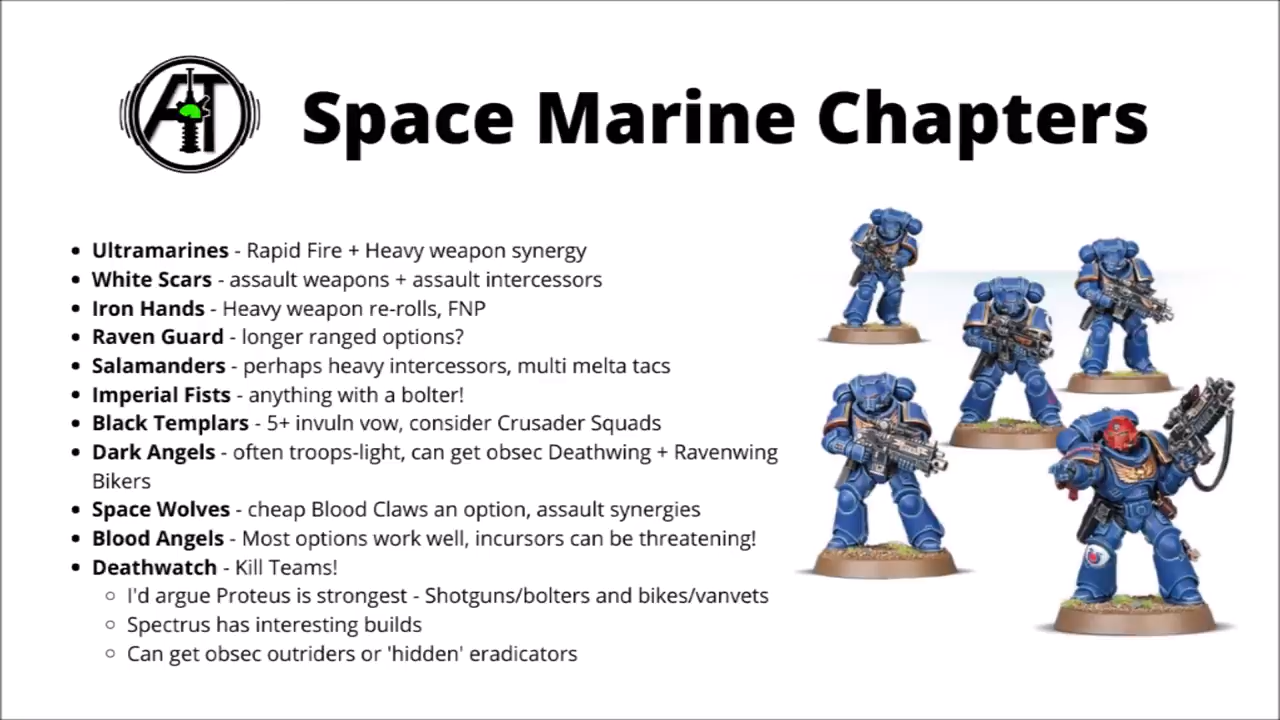 AT
Space Marine Chapters
• Ultramarines - Rapid Fire + Heavy weapon synergy
• White Scars - assault weapons + assault intercessors
• Iron Hands - Heavy weapon re-rolls, FNP
• Raven Guard - longer ranged options?
• Salamanders - perhaps heavy intercessors, multi melta tacs
• Imperial Fists - anything with a bolter!
• Black Templars - 5+ invuln vow, consider Crusader Squads
• Dark Angels - often troops-light, can get obsec Deathwing + Ravenwing
Bikers
• Space Wolves - cheap Blood Claws an option, assault synergies
• Blood Angels - Most options work well, incursors can be threatening!
• Deathwatch - Kill Teams!
○ I'd argue Proteus is strongest - Shotguns/bolters and bikes/vanvets
○ Spectrus has interesting builds
○ Can get obsec outriders or 'hidden' eradicators